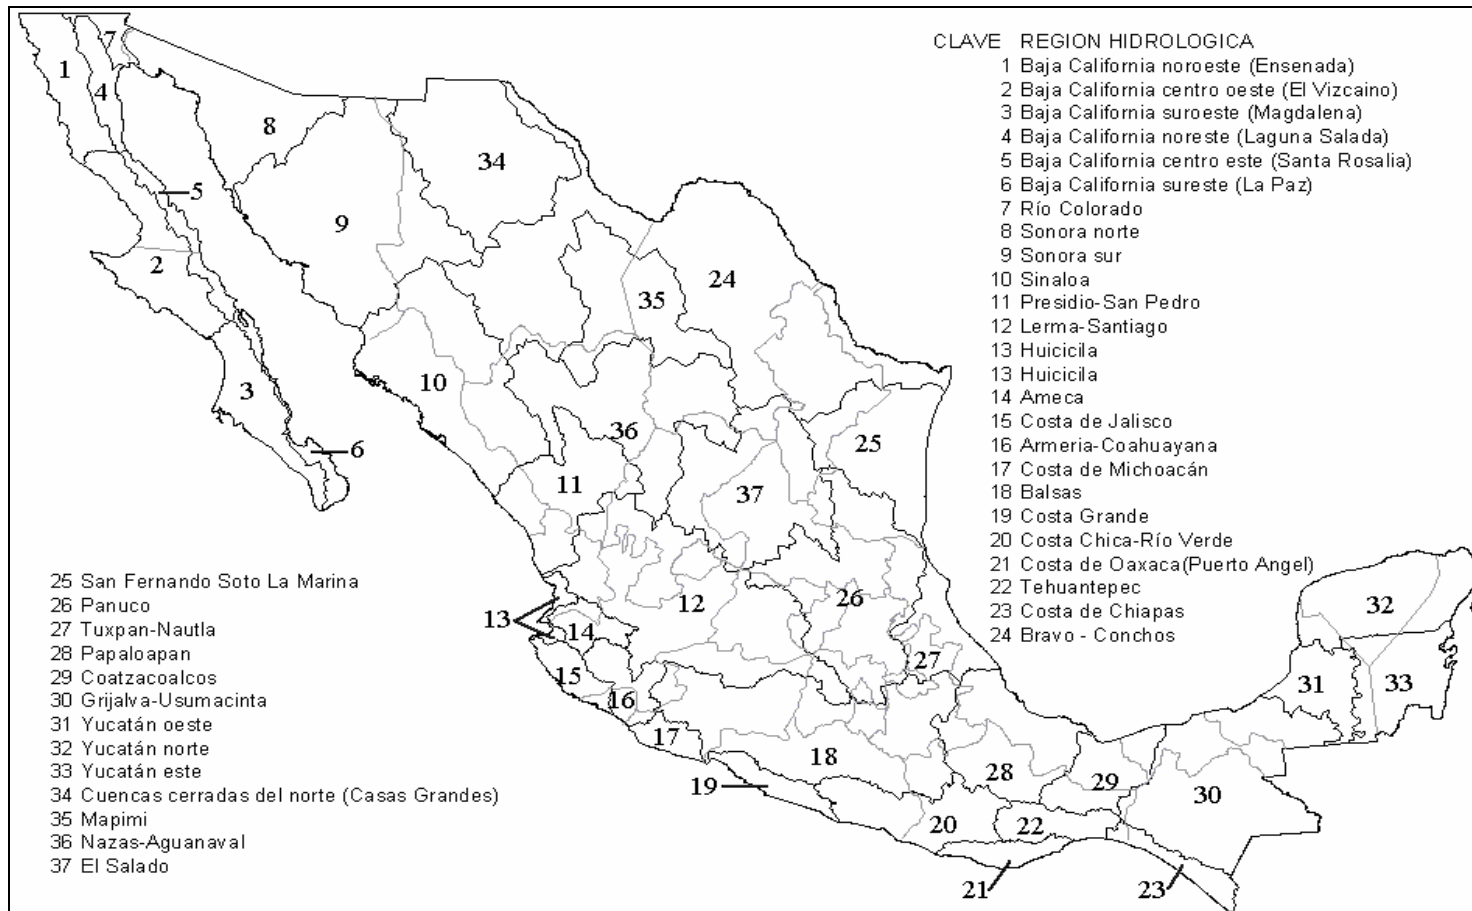 CLAVE REGION HIDROLOGICA
1 Baja California noroeste (Ensenada)
2 Baja California centro oeste (El Vizcaino)
3 Baja California suroeste (Magdalena)
4 Baja California noreste (Laguna Salada)
5 Baja California centro este (Santa Rosalia)
6 Baja California sureste (La Paz)
7 Río Colorado
8 Sonora norte
9 Sonora sur
10 Sinaloa
11 Presidio-San Pedro
12 Lerma-Santiago
13 Huicicila
13 Huicicila
14 Ameca
15 Costa de Jalisco
16 Armeria-Coahuayana
17 Costa de Michoacán
18 Balsas
19 Costa Grande
20 Costa Chica-Río Verde
21 Costa de Oaxaca(Puerto Angel)
22 Tehuantepec
23 Costa de Chiapas
24 Bravo - Conchos
25 San Fernando Soto La Marina
26 Panuco
27 Tuxpan-Nautla
28 Papaloapan
29 Coatzacoalcos
30 Grijalva-Usumacinta
31 Yucatán oeste
32 Yucatán norte
33 Yucatán este
34 Cuencas cerradas del norte (Casas Grandes)
35 Mapimi
36 Nazas-Aguanaval
37 El Salado
7
1
4
8
34
5
9
2
24
35
10
3
36
25
6
11
37
13
14
12
26
27
32
15
16
31
33
17
18
19
28
29
30
20
22
21
23